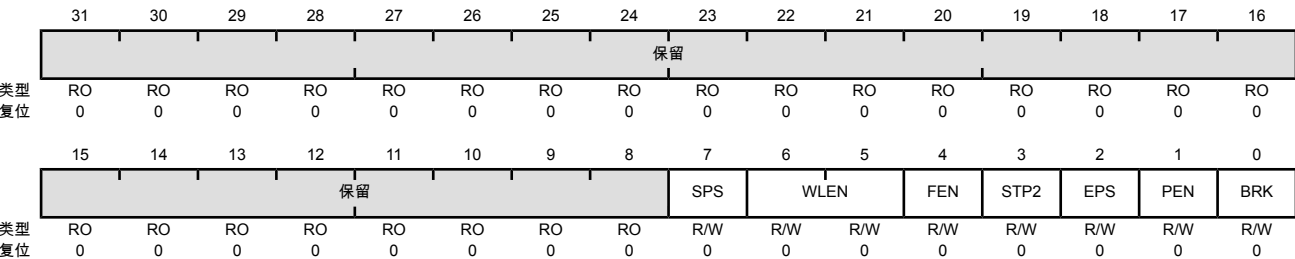 31 30 29 28 27 26 25 24 23 22 21 20 19 18 17 16
保留
类型 RO RO RO RO RO RO RO RO RO RO RO RO RO RO RO RO
复位 0 0 0 0 0 0 0 0 0 0 0 0 0 0 0 0
15 14 13 12 11 10 9 8 7 6 5 4 3 2 1 0
保留 SPS WLEN FEN STP2 EPS PEN BRK
类型 RO RO RO RO RO RO RO RO R/W R/W R/W R/W R/W R/W R/W R/W
复位 0 0 0 0 0 0 0 0 0 0 0 0 0 0 0 0